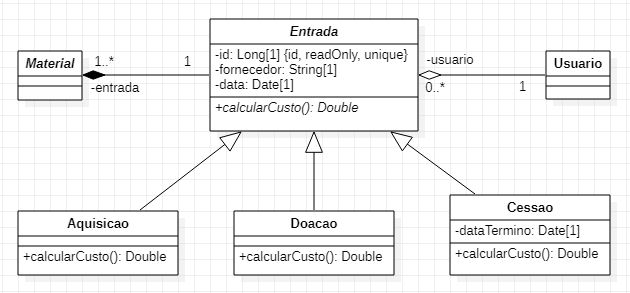 Entrada
-id: Long[1] {id, readOnly, unique}
-fornecedor: String[1]
-data: Date[1]
+calcularCusto(): Double
Material
1..*
1
-entrada
-usuario
0..*
1
Usuario
Aquisicao
+calcularCusto(): Double
Doacao
+calcularCusto(): Double
Cessao
-dataTermino: Date[1]
+calcularCusto(): Double